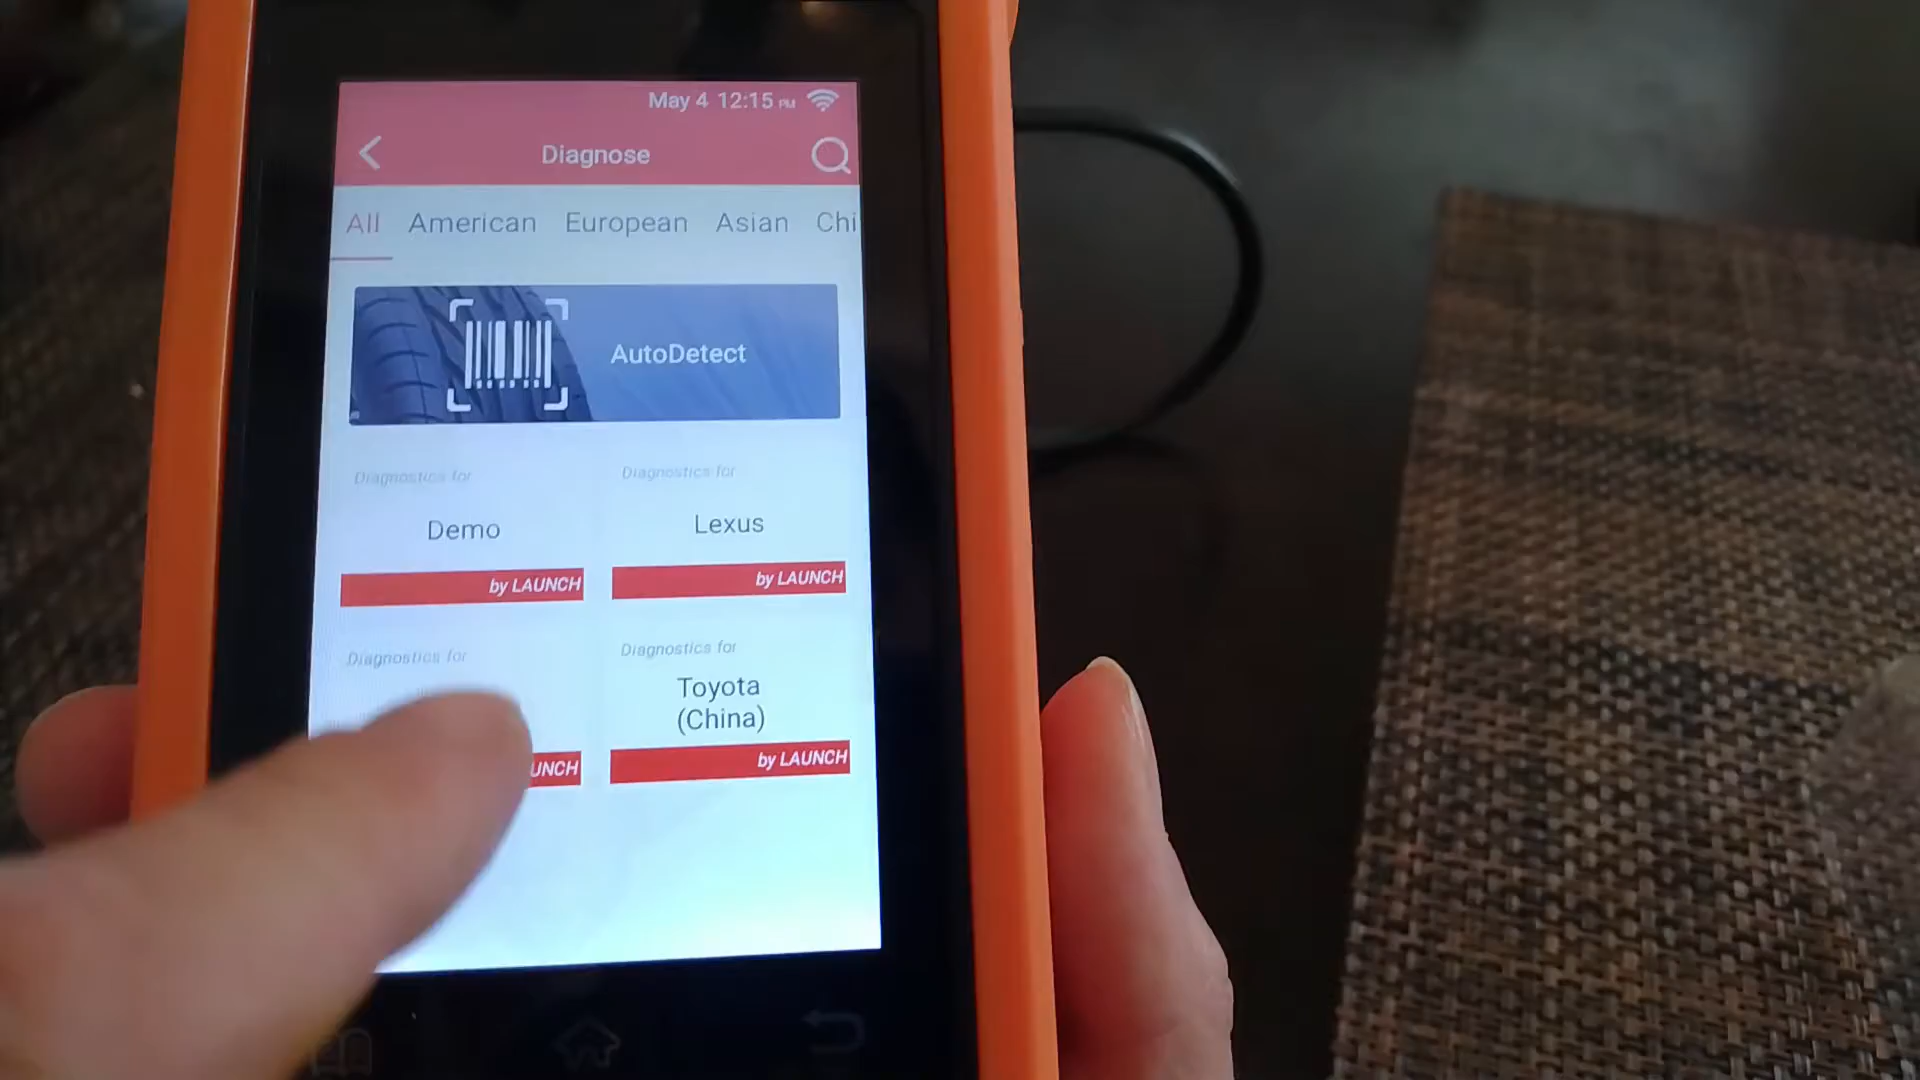 May 4 12:15 PM
Diagnose
All American European Asian Chi
AutoDetect
Diagnostics for
Demo
by LAUNCH
Diagnostics for
Lexus
by LAUNCH
Diagnostics for
UNCH
Diagnostics for
Toyota
(China)
by LAUNCH